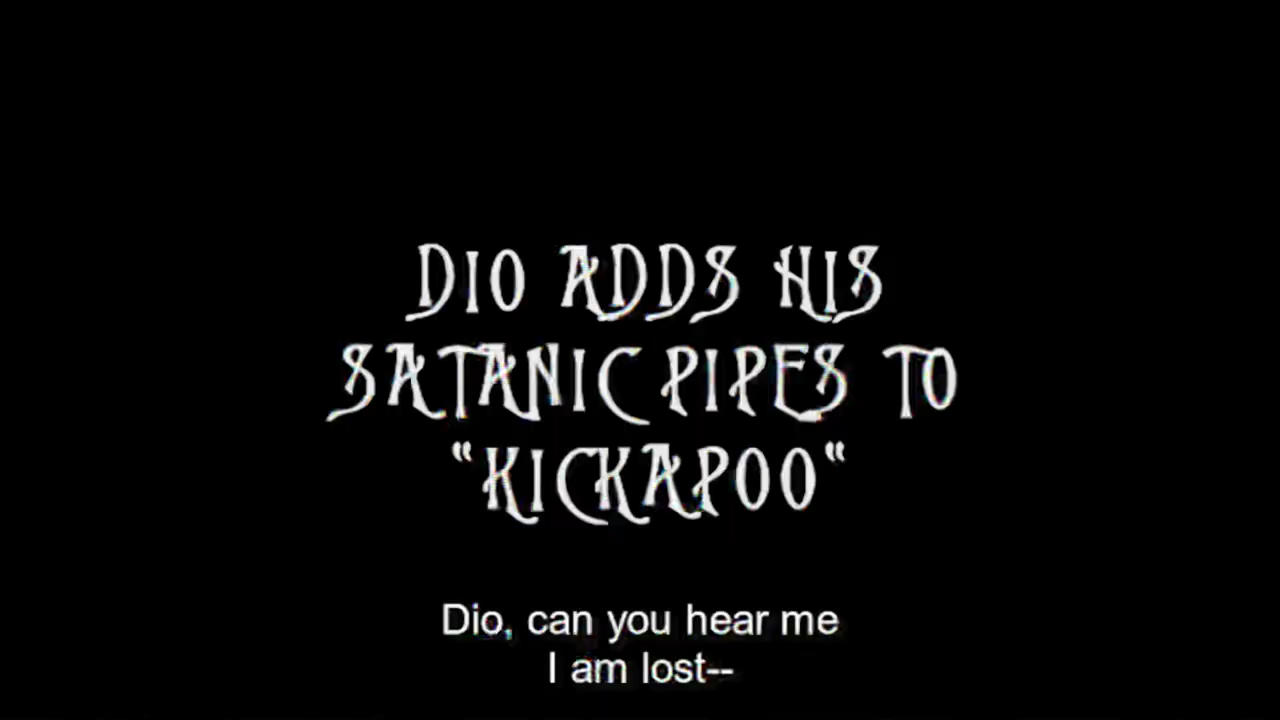 DIO ADDS HIS
SATANIC PIPES TO
"KICKAPOO"
Dio, can you hear me
I am lost--